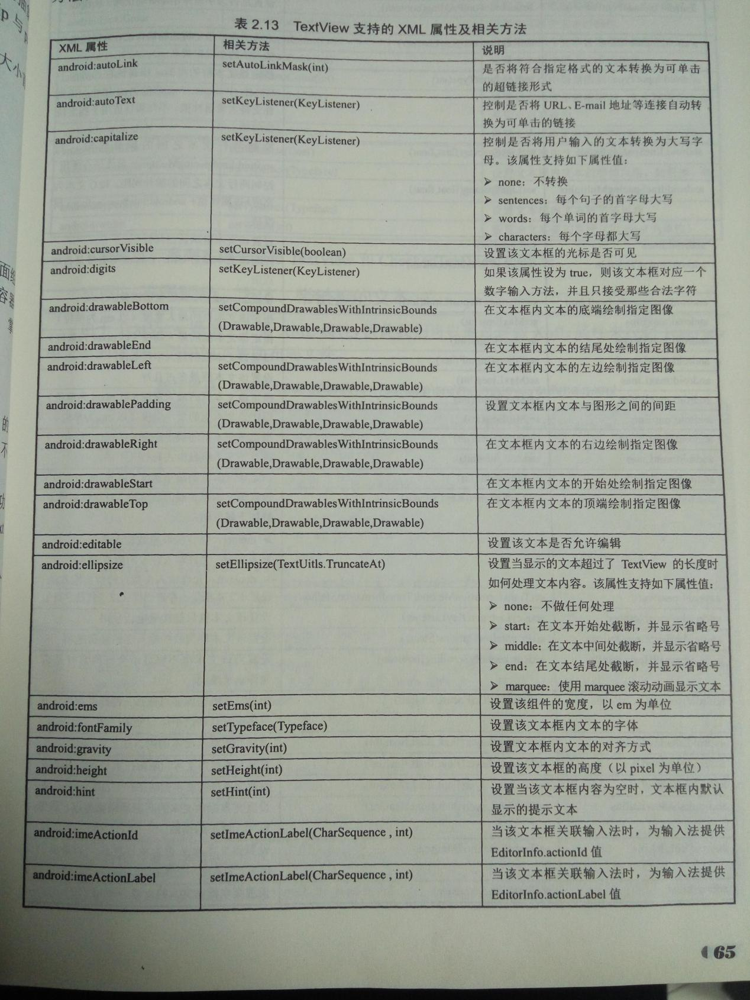 表 2.13 TextView 支持的 XML 属性及相关方法
XML 属性 相关方法 说明
android:autoLink setAutoLinkMask(int) 是否将符合指定格式的文本转换为可单击
的超链接形式
android:autoText setKeyListener(KeyListener) 控制是否将 URL、E-mail 地址等连接自动转
换为可单击的链接
android:capitalize setKeyListener(KeyListener) 控制是否将用户输入的文本转换为大写字
母。该属性支持如下属性值：
➢ none：不转换
➢ sentences：每个句子的首字母大写
➢ words：每个单词的首字母大写
➢ characters：每个字母都大写
android:cursorVisible setCursorVisible(boolean) 设置该文本框的光标是否可见
android:digits setKeyListener(KeyListener) 如果该属性设为 true，则该文本框对应一个
数字输入方法，并且只接受那些合法字符
android:drawableBottom setCompoundDrawablesWithIntrinsicBounds 在文本框内文本的底端绘制指定图像
(Drawable,Drawable,Drawable,Drawable)
android:drawableEnd 在文本框内文本的结尾处绘制指定图像
android:drawableLeft setCompoundDrawablesWithIntrinsicBounds 在文本框内文本的左边绘制指定图像
(Drawable,Drawable,Drawable,Drawable)
android:drawablePadding setCompoundDrawablesWithIntrinsicBounds 设置文本框内文本与图形之间的间距
(Drawable,Drawable,Drawable,Drawable)
android:drawableRight setCompoundDrawablesWithIntrinsicBounds 在文本框内文本的右边绘制指定图像
(Drawable,Drawable,Drawable,Drawable)
android:drawableStart 在文本框内文本的开始处绘制指定图像
android:drawableTop setCompoundDrawablesWithIntrinsicBounds 在文本框内文本的顶端绘制指定图像
(Drawable,Drawable,Drawable,Drawable)
android:editable 设置该文本是否允许编辑
android:ellipsize setEllipsize(TextUitls.TruncateAt) 设置当显示的文本超过了 TextView 的长度时
如何处理文本内容。该属性支持如下属性值：
➢ none：不做任何处理
➢ start：在文本开始处截断，并显示省略号
➢ middle：在文本中间处截断，并显示省略号
➢ end：在文本结尾处截断，并显示省略号
➢ marquee：使用 marquee 滚动动画显示文本
android:ems setEms(int) 设置该组件的宽度，以 em 为单位
android:fontFamily setTypeface(Typeface) 设置该文本框内文本的字体
android:gravity setGravity(int) 设置文本框内文本的对齐方式
android:height setHeight(int) 设置该文本框的高度（以 pixel 为单位）
android:hint setHint(int) 设置当该文本框内容为空时，文本框内默认
显示的提示文本
android:imeActionId setImeActionLabel(CharSequence , int) 当该文本框关联输入法时，为输入法提供
EditorInfo.actionId 值
android:imeActionLabel setImeActionLabel(CharSequence , int) 当该文本框关联输入法时，为输入法提供
EditorInfo.actionLabel 值
65